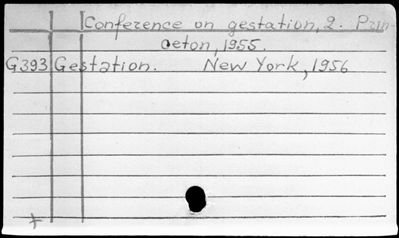 Conference on gestation, 2. Prin-
ceton, 1955.
G393 Gestation. New York, 1956